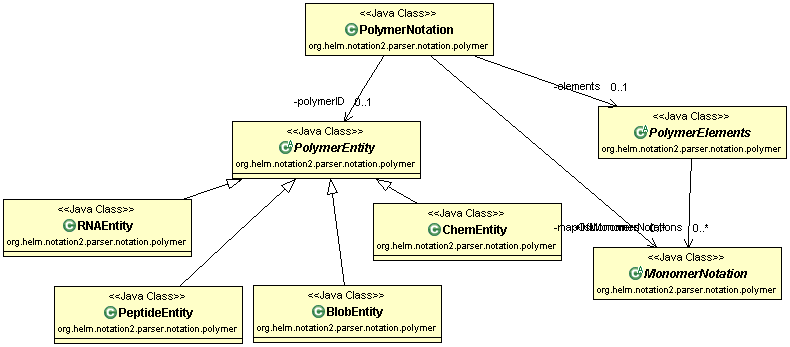 <<Java Class>>
PolymerNotation
org.helm.notation2.parser.notation.polymer
-polymerID 0..1
-elements 0..1
<<Java Class>>
PolymerEntity
org.helm.notation2.parser.notation.polymer
<<Java Class>>
PolymerElements
org.helm.notation2.parser.notation.polymer
<<Java Class>>
RNAEntity
org.helm.notation2.parser.notation.polymer
<<Java Class>>
ChemEntity
org.helm.notation2.parser.notation.polymer
0..*
<<Java Class>>
MonomerNotation
org.helm.notation2.parser.notation.polymer
<<Java Class>>
PeptideEntity
org.helm.notation2.parser.notation.polymer
<<Java Class>>
BlobEntity
org.helm.notation2.parser.notation.polymer